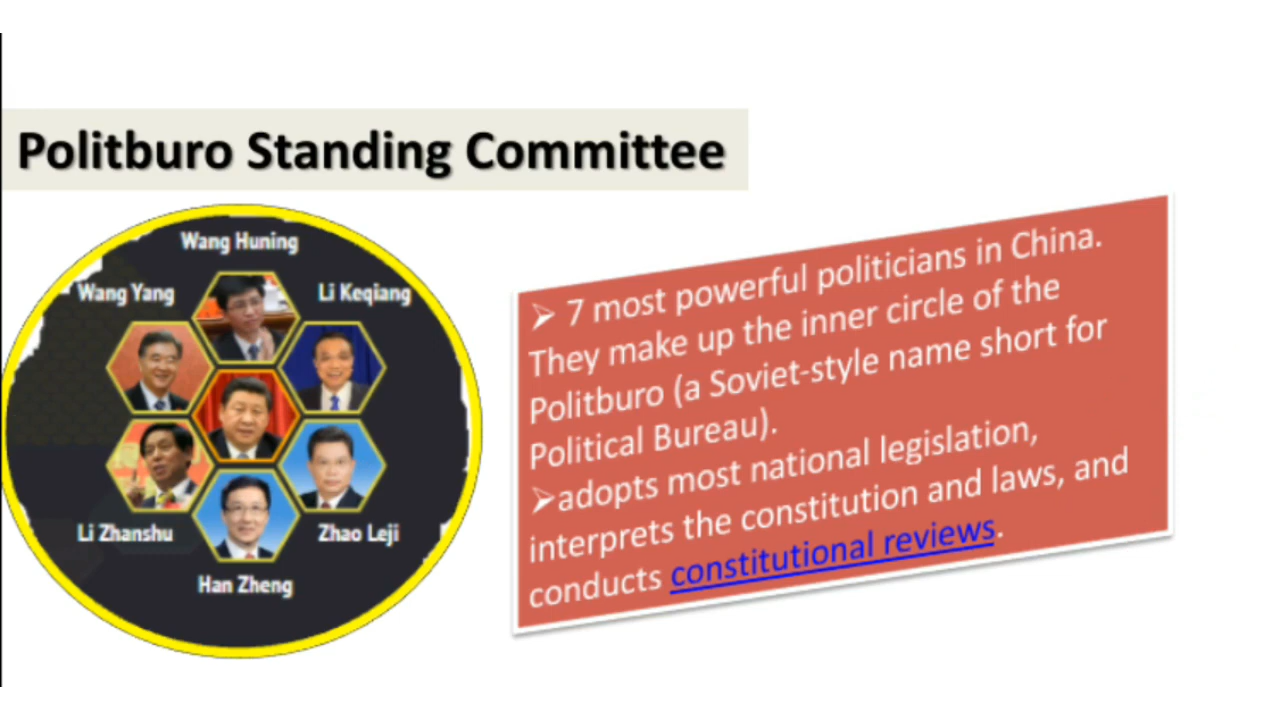 Politburo Standing Committee
Wang Huning
Wang Yang
Li Keqiang
Li Zhanshu
Zhao Leji
Han Zheng
➢ 7 most powerful politicians in China.
They make up the inner circle of the
Politburo (a Soviet-style name short for
Political Bureau).
➢adopts most national legislation,
interprets the constitution and laws, and
conducts constitutional reviews.